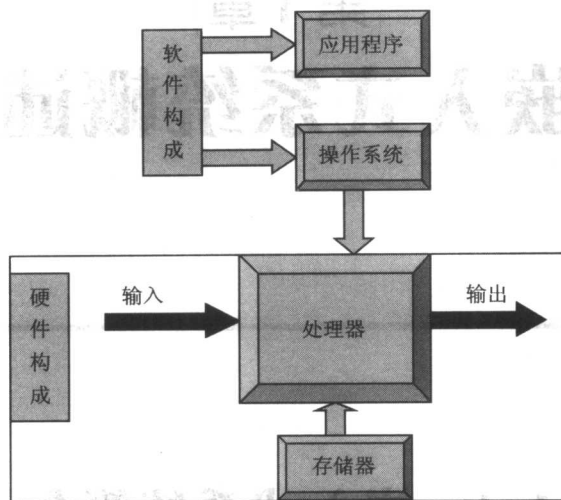 应用程序
软件构成
操作系统
硬件构成
输入
处理器
输出
存储器